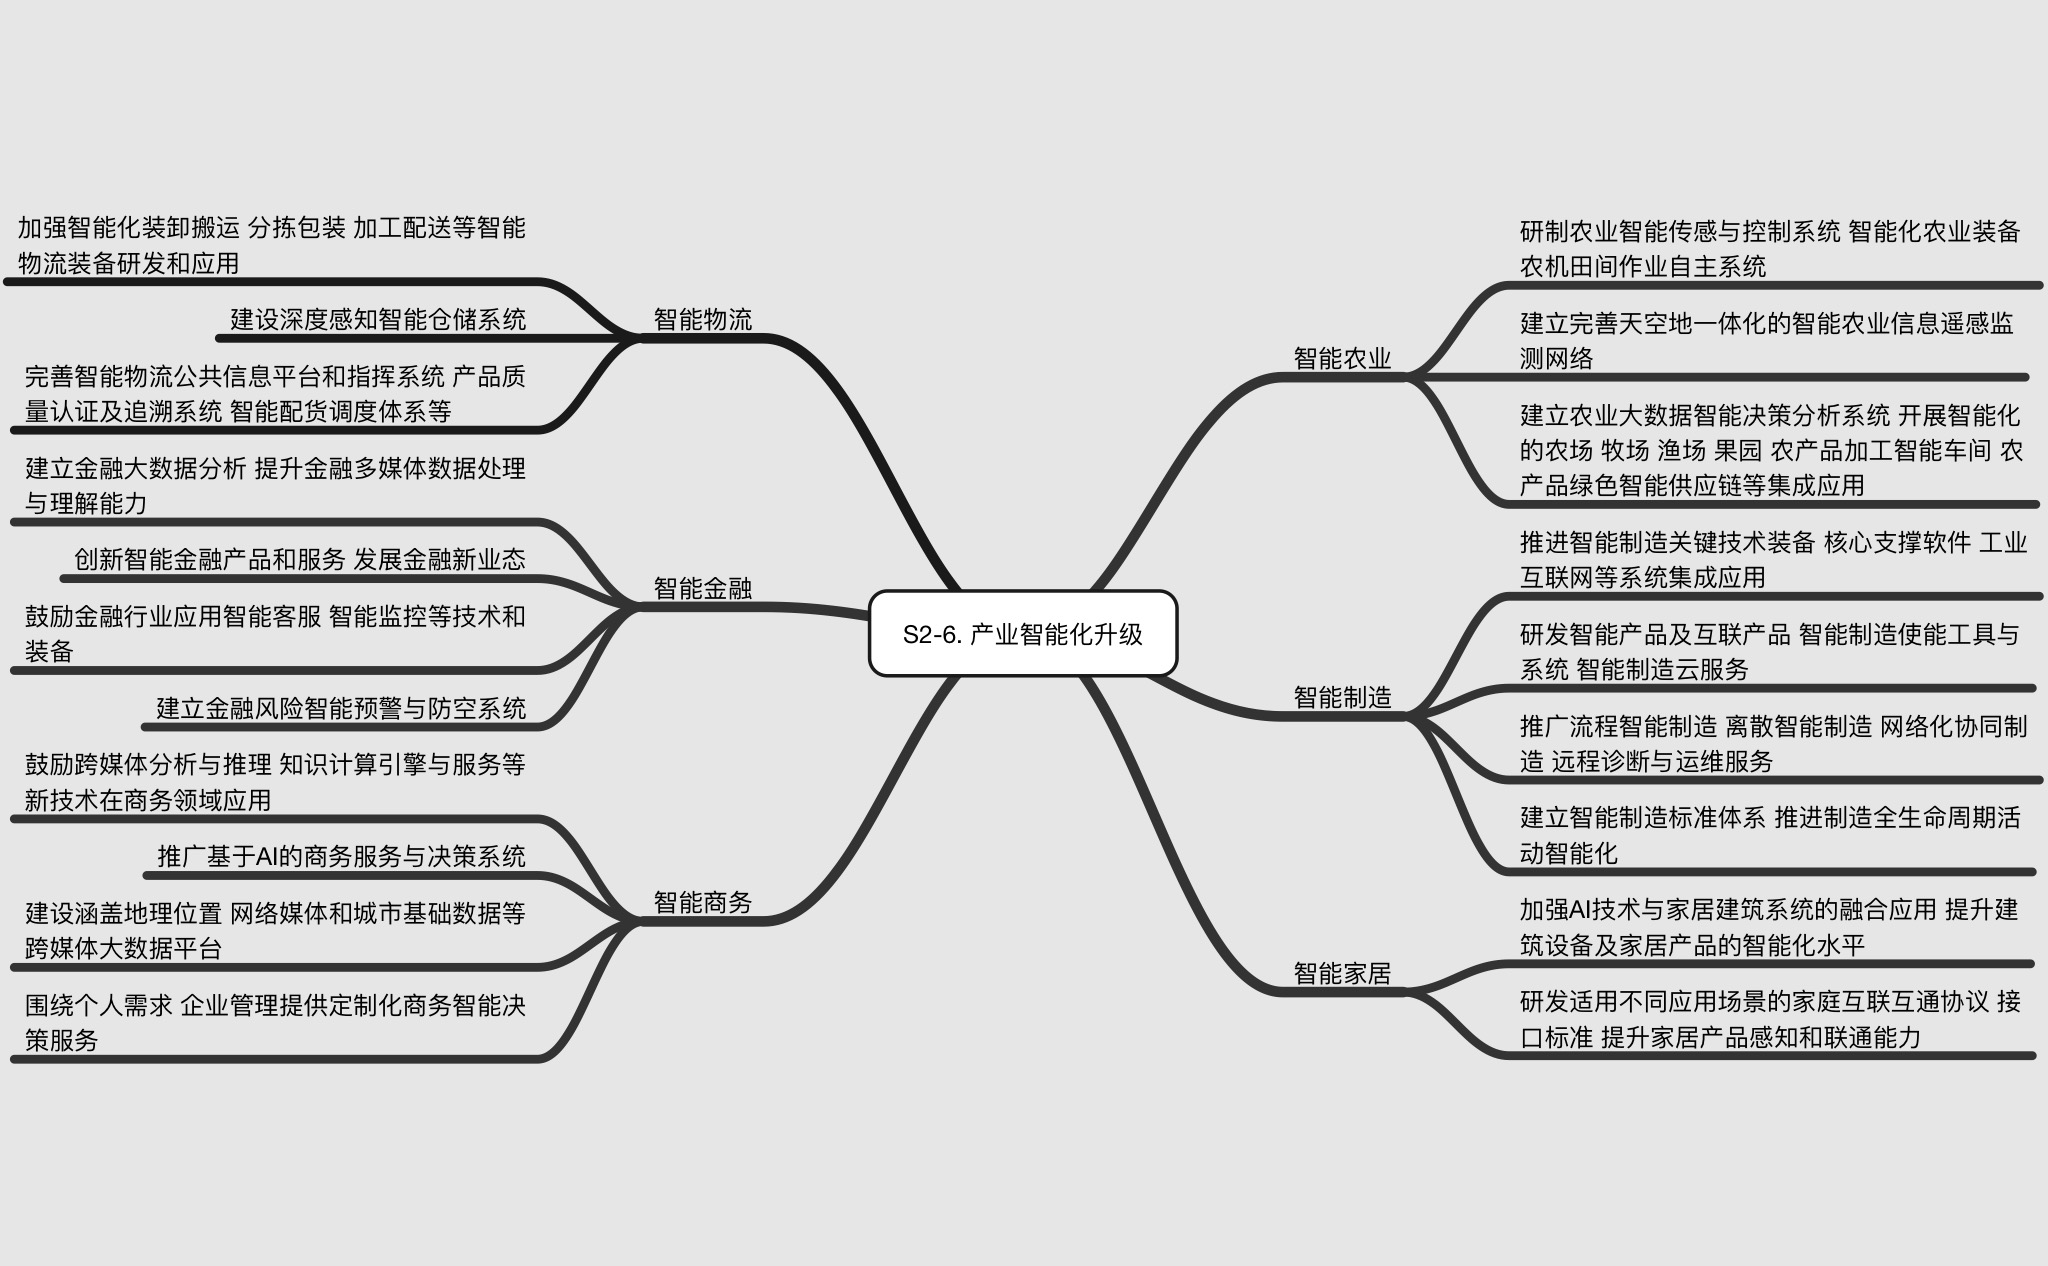 S2-6. 产业智能化升级
智能物流
加强智能化装卸搬运 分拣包装 加工配送等智能
物流装备研发和应用
建设深度感知智能仓储系统
完善智能物流公共信息平台和指挥系统 产品质
量认证及追溯系统 智能配货调度体系等
智能金融
建立金融大数据分析 提升金融多媒体数据处理
与理解能力
创新智能金融产品和服务 发展金融新业态
鼓励金融行业应用智能客服 智能监控等技术和
装备
建立金融风险智能预警与防空系统
智能商务
鼓励跨媒体分析与推理 知识计算引擎与服务等
新技术在商务领域应用
推广基于AI的商务服务与决策系统
建设涵盖地理位置 网络媒体和城市基础数据等
跨媒体大数据平台
围绕个人需求 企业管理提供定制化商务智能决
策服务
智能农业
研制农业智能传感与控制系统 智能化农业装备
农机田间作业自主系统
建立完善天空地一体化的智能农业信息遥感监
测网络
建立农业大数据智能决策分析系统 开展智能化
的农场 牧场 渔场 果园 农产品加工智能车间 农
产品绿色智能供应链等集成应用
智能制造
推进智能制造关键技术装备 核心支撑软件 工业
互联网等系统集成应用
研发智能产品及互联产品 智能制造使能工具与
系统 智能制造云服务
推广流程智能制造 离散智能制造 网络化协同制
造 远程诊断与运维服务
建立智能制造标准体系 推进制造全生命周期活
动智能化
智能家居
加强AI技术与家居建筑系统的融合应用 提升建
筑设备及家居产品的智能化水平
研发适用不同应用场景的家庭互联互通协议 接
口标准 提升家居产品感知和联通能力